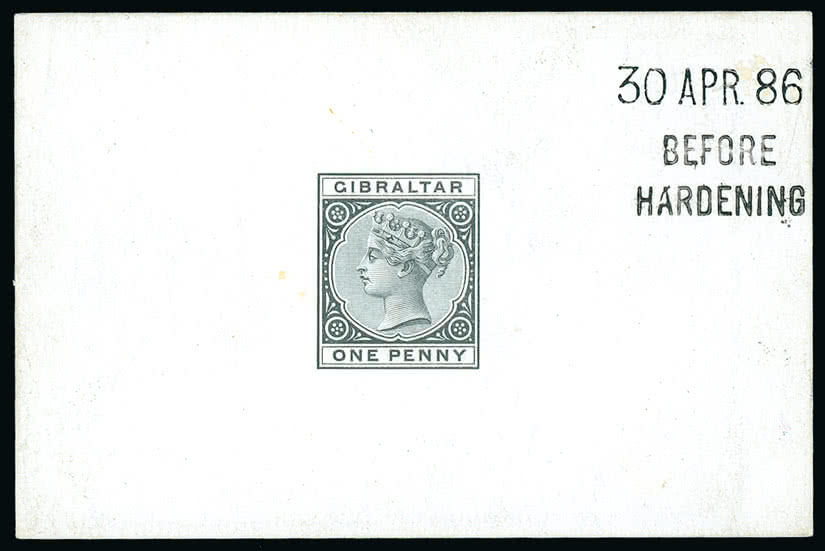 30 APR. 86
BEFORE
HARDENING
GIBRALTAR
ONE PENNY